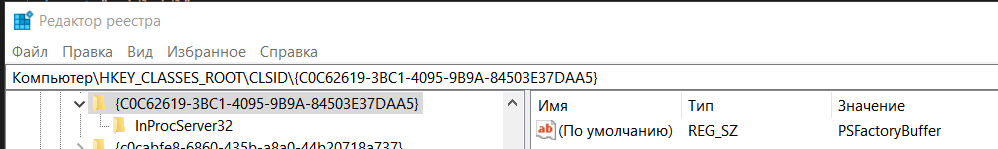 Редактор реестра
Файл Правка Вид Избранное Справка
Компьютер\HKEY_CLASSES_ROOT\CLSID\{C0C62619-3BC1-4095-9B9A-84503E37DAA5}
{C0C62619-3BC1-4095-9B9A-84503E37DAA5}
InProcServer32
{c0cabfe8-6860-435b-a8a0-44b20718a737}
Имя Тип Значение
ab (По умолчанию) REG_SZ PSFactoryBuffer